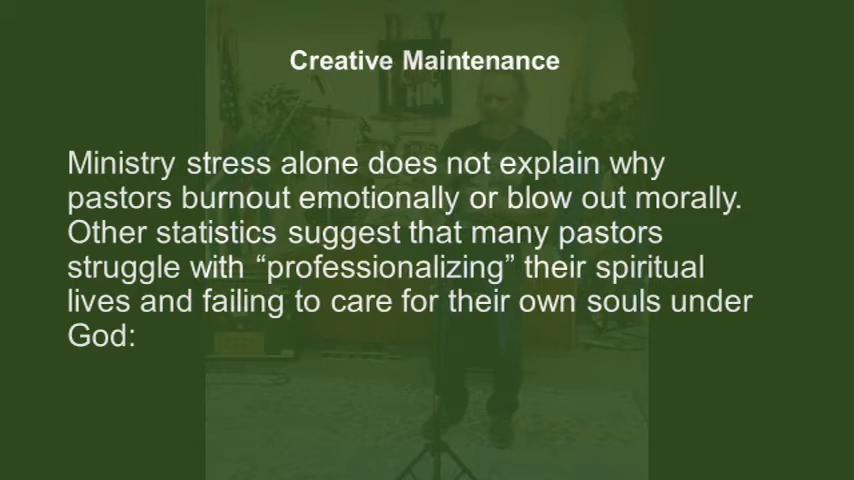 Creative Maintenance
Ministry stress alone does not explain why
pastors burnout emotionally or blow out morally.
Other statistics suggest that many pastors
struggle with “professionalizing” their spiritual
lives and failing to care for their own souls under
God: